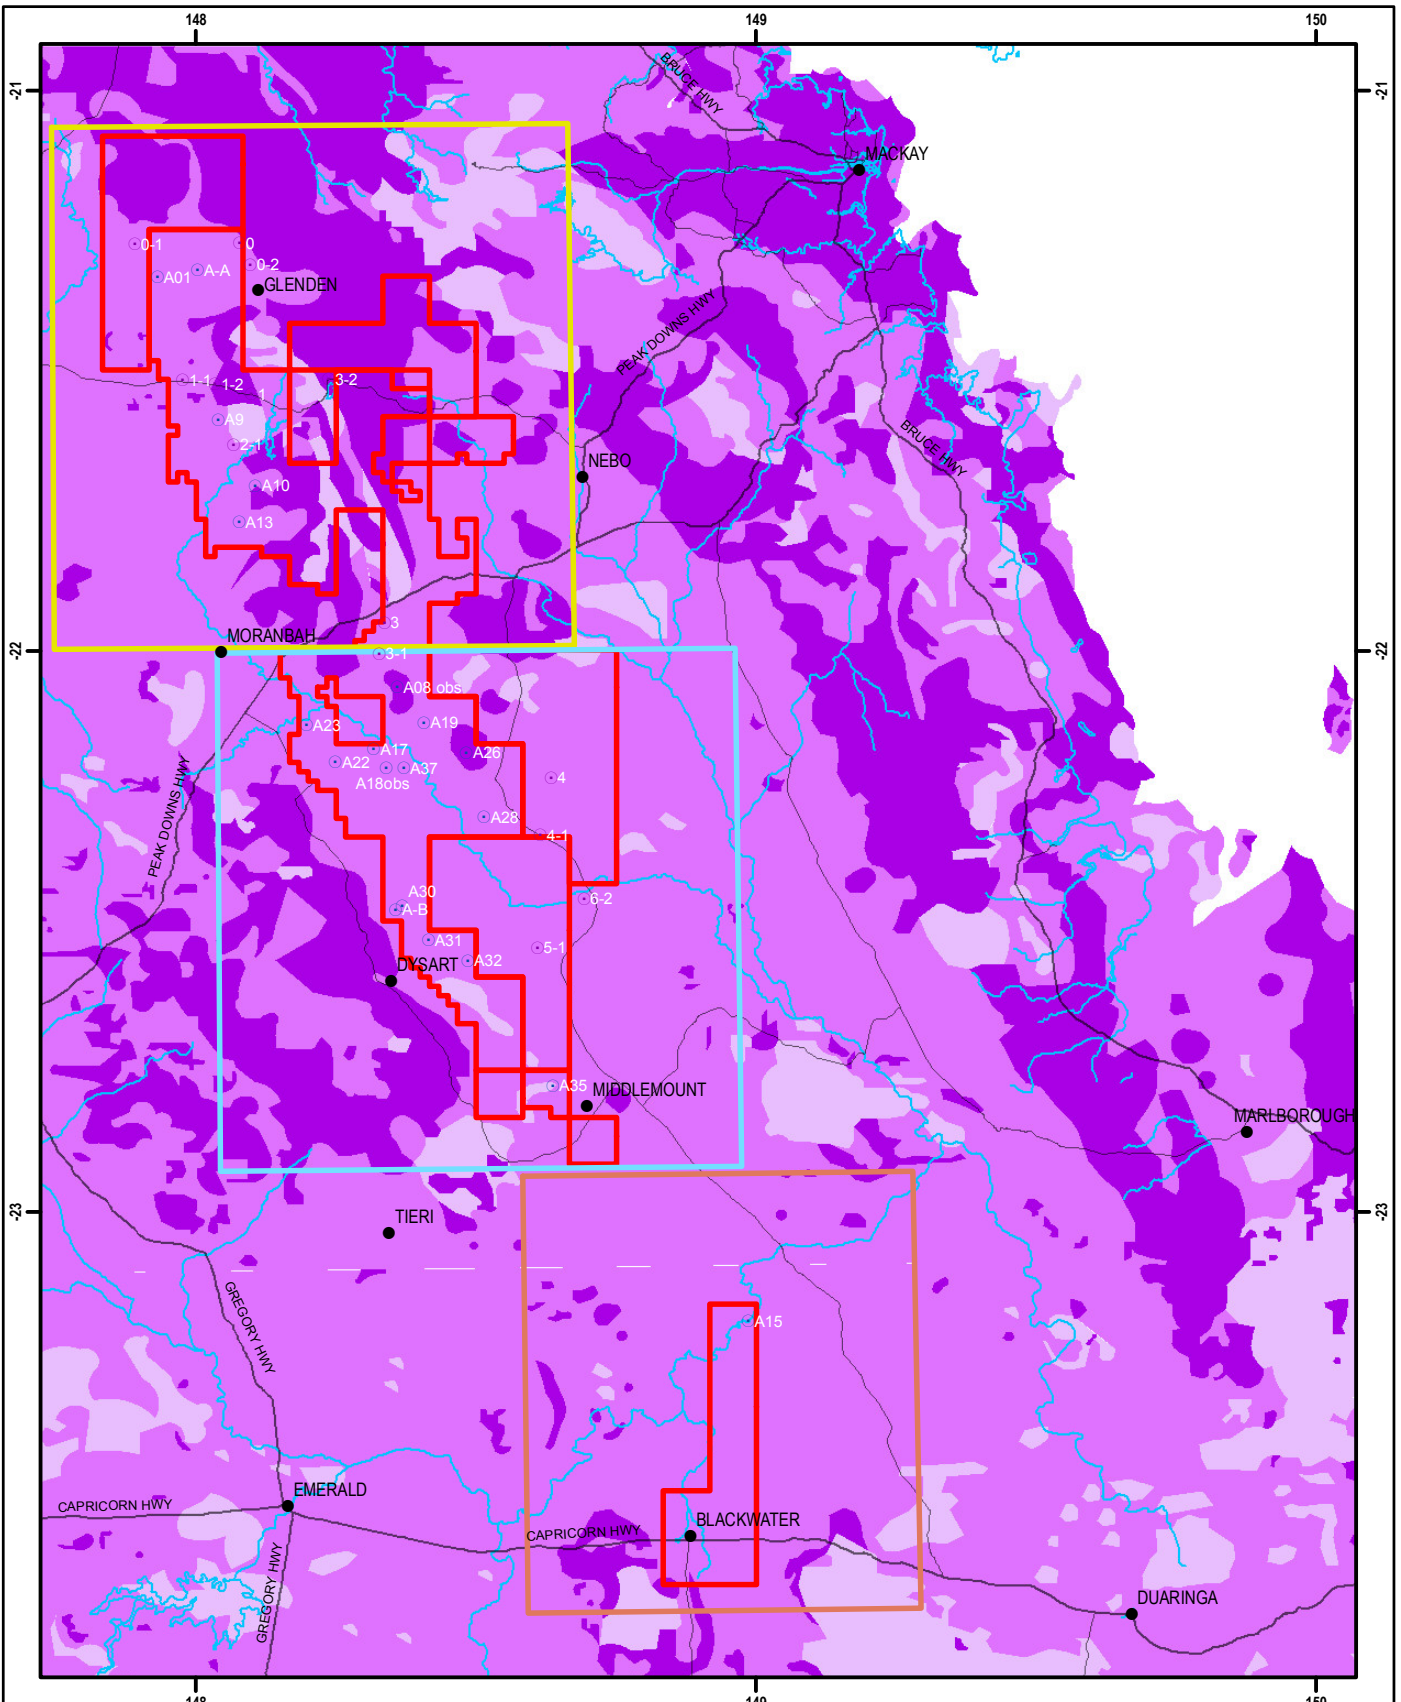 148
149
150
-21
-21
BRUCE HWY
MACKAY
0-1
0
0-2
A-A
A01
GLENDEN
PEAK DOWNS HWY
1-1
1-2
3-2
1
A9
2-1
BRUCE HWY
NEBO
A10
A13
3
MORANBAH
-22
-22
3-1
A08 obs
A23
A19
A17
A26
A22
A37
A18obs
4
PEAK DOWNS HWY
A28
4-1
A30
A-B
6-2
A31
5-1
A32
DYSART
A35
MIDDLEMOUNT
MARLBOROUGH
-23
-23
TIERI
GREGORY HWY
A15
EMERALD
CAPRICORN HWY
BLACKWATER
CAPRICORN HWY
GREGORY HWY
DUARINGA
148
149
150